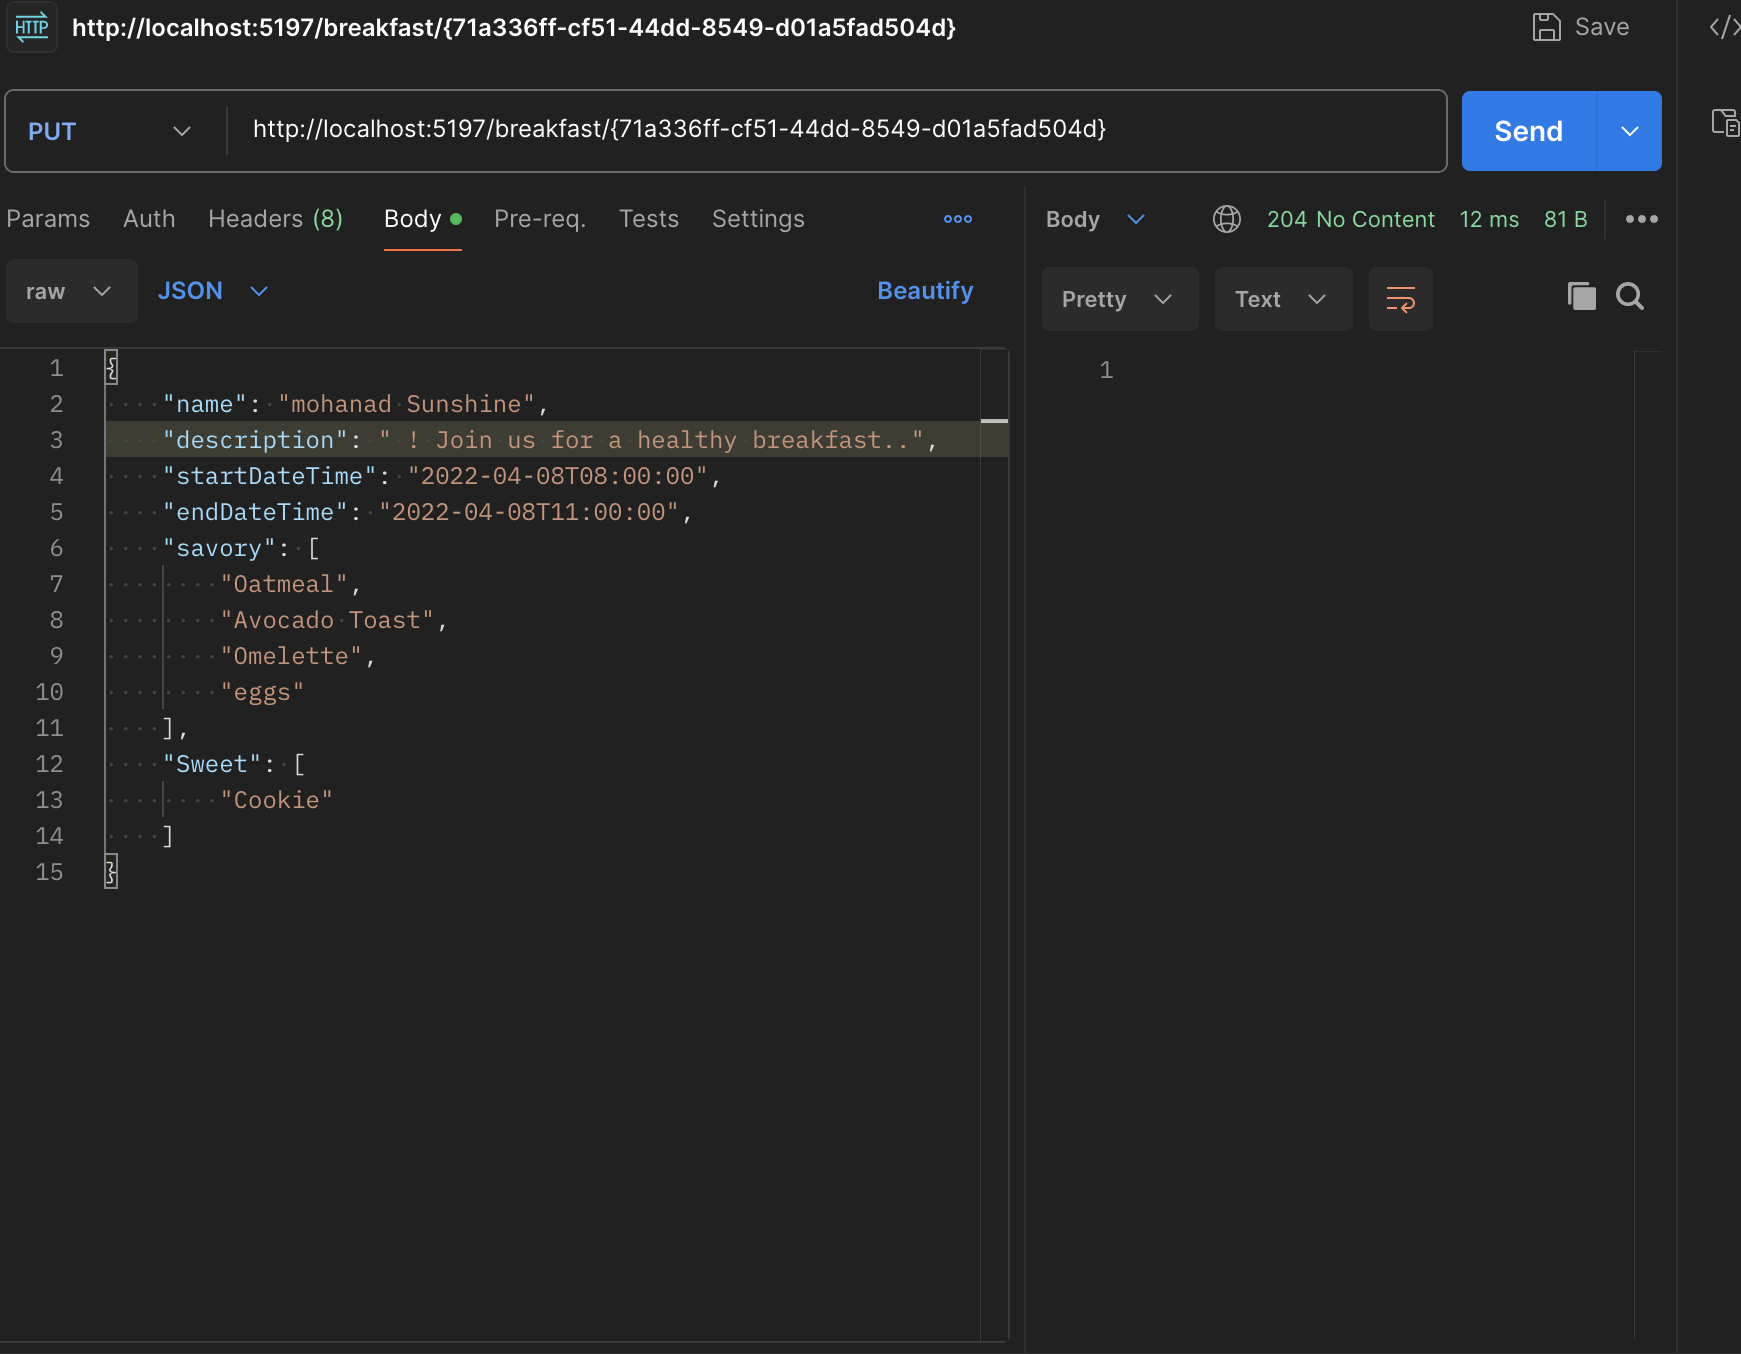 HTTP http://localhost:5197/breakfast/{71a336ff-cf51-44dd-8549-d01a5fad504d} Save </>
PUT http://localhost:5197/breakfast/{71a336ff-cf51-44dd-8549-d01a5fad504d} Send
Params Auth Headers (8) Body Pre-req. Tests Settings
Body 204 No Content 12 ms 81 B
raw JSON Beautify
Pretty Text
1 {
2 "name": "mohanad Sunshine",
3 "description": " ! Join us for a healthy breakfast..",
4 "startDateTime": "2022-04-08T08:00:00",
5 "endDateTime": "2022-04-08T11:00:00",
6 "savory": [
7 "Oatmeal",
8 "Avocado Toast",
9 "Omelette",
10 "eggs"
11 ],
12 "Sweet": [
13 "Cookie"
14 ]
15 }
1